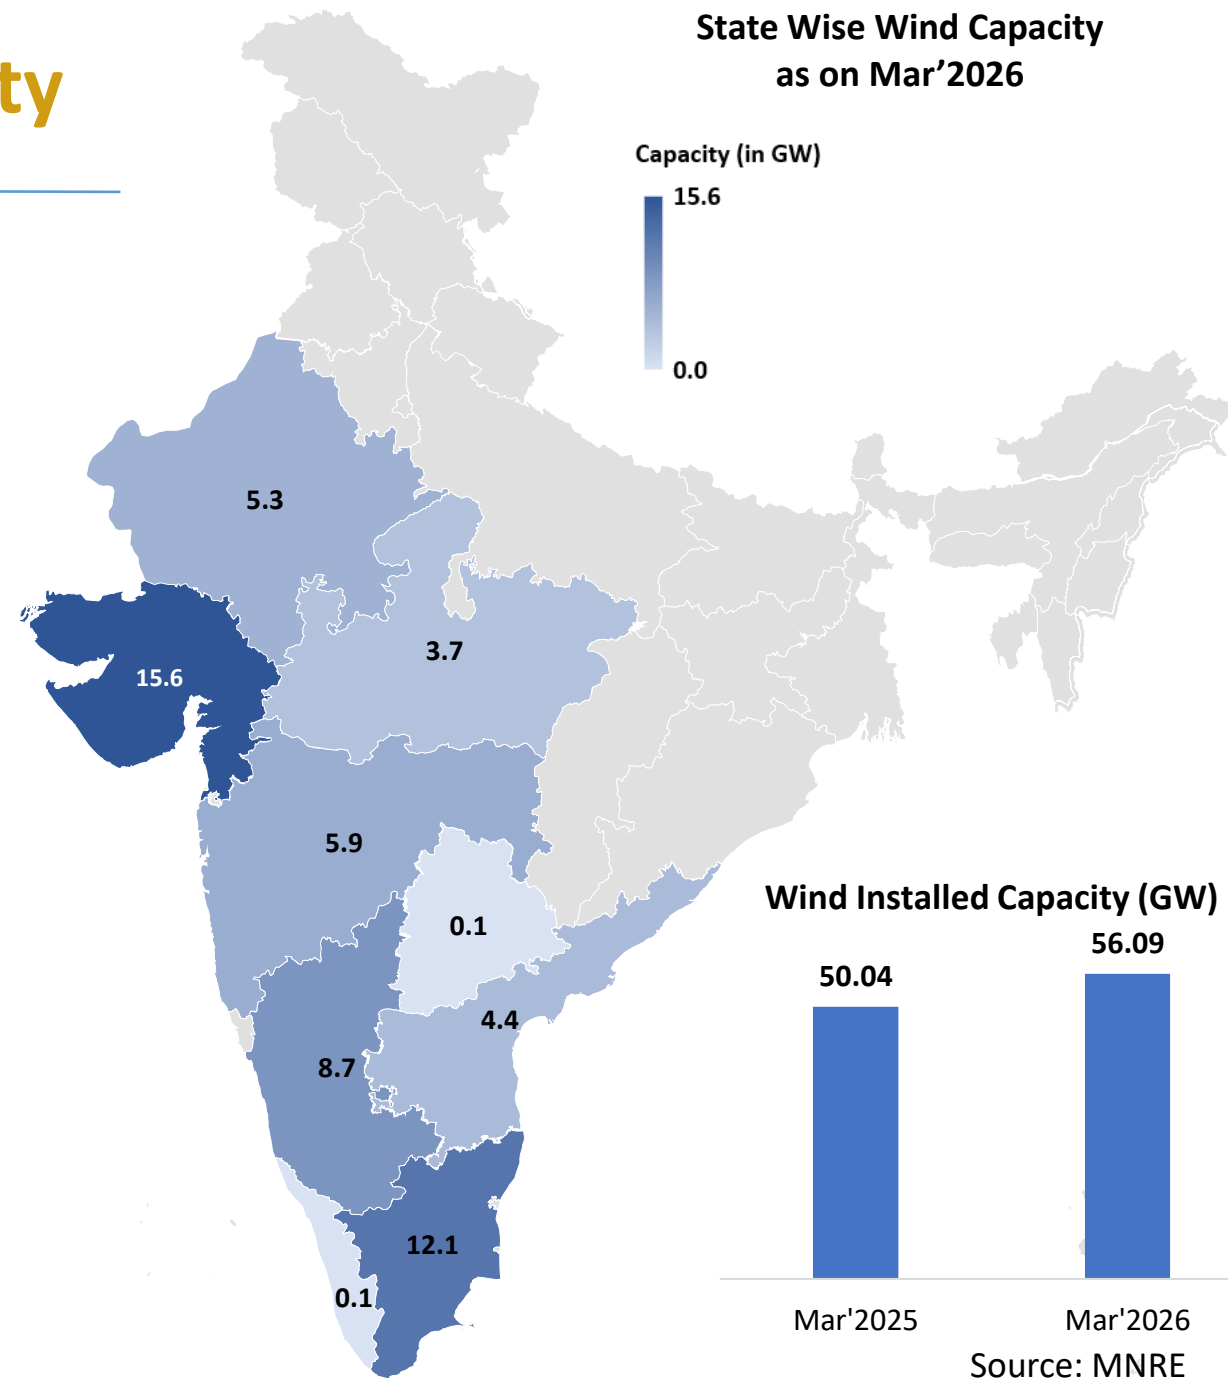 ty
State Wise Wind Capacity
as on Mar’2026
Capacity (in GW)
15.6
0.0
5.3
3.7
15.6
5.9
0.1
4.4
8.7
12.1
0.1
Wind Installed Capacity (GW)
56.09
50.04
Mar'2025
Mar'2026
Source: MNRE